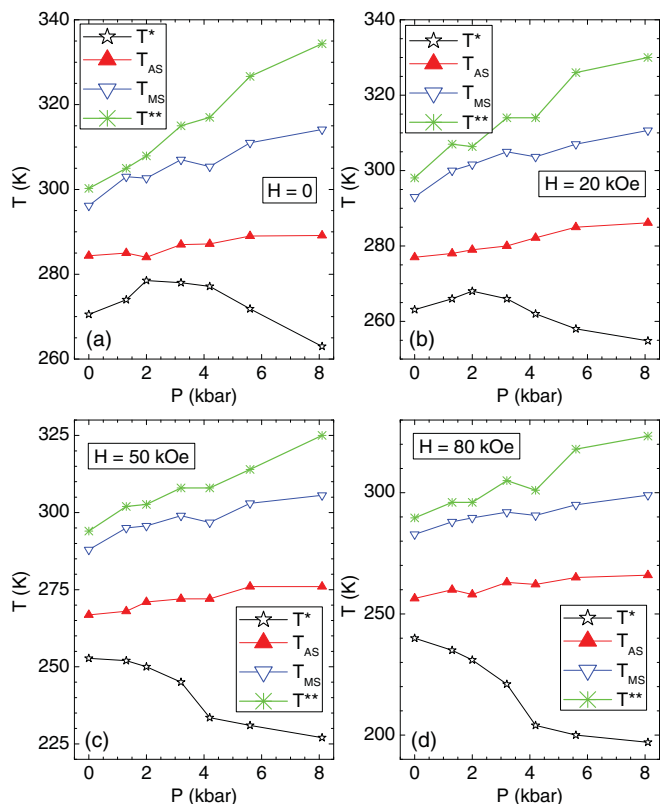 T*
T_AS
T_MS
T**
H = 0
(a)
T (K)
340
320
300
280
260
0 2 4 6 8
P (kbar)
T*
T_AS
T_MS
T**
H = 20 kOe
(b)
T (K)
340
320
300
280
260
0 2 4 6 8
P (kbar)
H = 50 kOe
T*
T_AS
T_MS
T**
(c)
T (K)
325
300
275
250
225
0 2 4 6 8
P (kbar)
H = 80 kOe
T*
T_AS
T_MS
T**
(d)
T (K)
300
250
200
0 2 4 6 8
P (kbar)